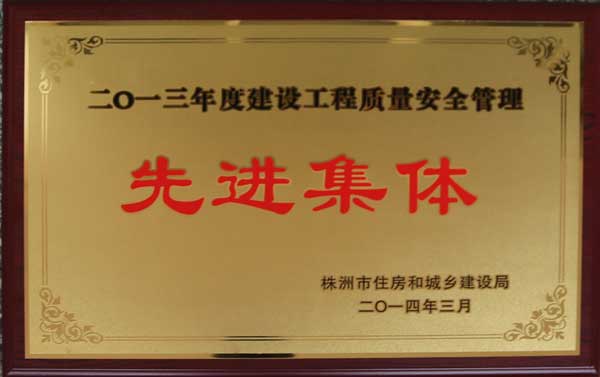 二〇一三年度建设工程质量安全管理
先进集体
株洲市住房和城乡建设局
二〇一四年三月